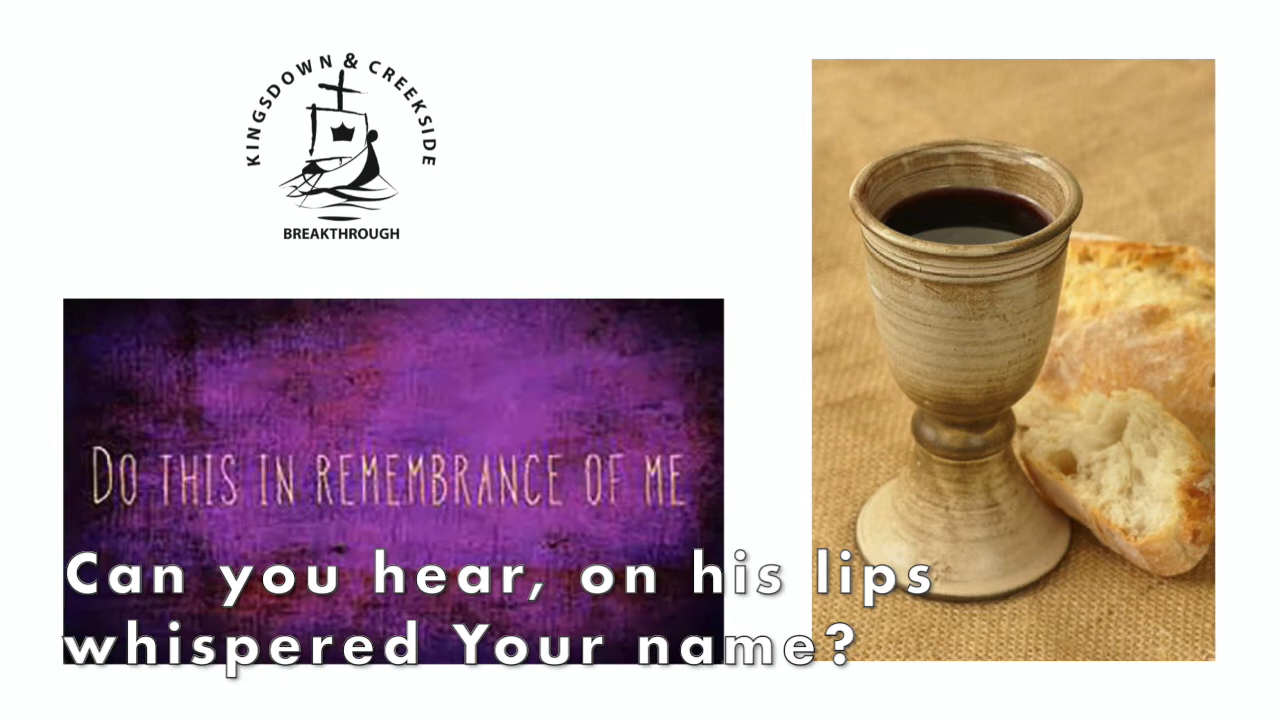 KINGSDOWN & CREEKSIDE
BREAKTHROUGH
DO THIS IN REMEMBRANCE OF ME
Can you hear, on his lips
whispered Your name?